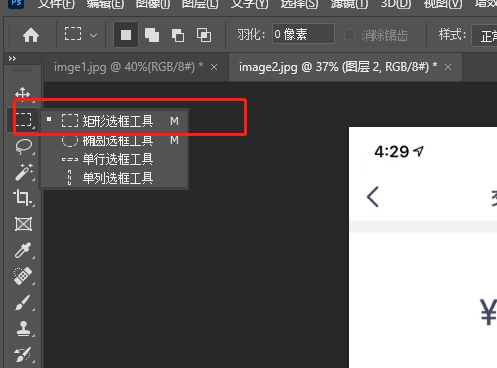 Ps 文件(F) 编辑(E) 图像(I) 图层(L) 文字(Y) 选择(S) 滤镜(T) 3D(D) 视图(V)
羽化: 0 像素 消除锯齿 样式: 正常
imge1.jpg @ 40%(RGB/8#) * × image2.jpg @ 37% (图层 2, RGB/8#) * ×
矩形选框工具 M
椭圆选框工具 M
单行选框工具
单列选框工具
4:29
¥